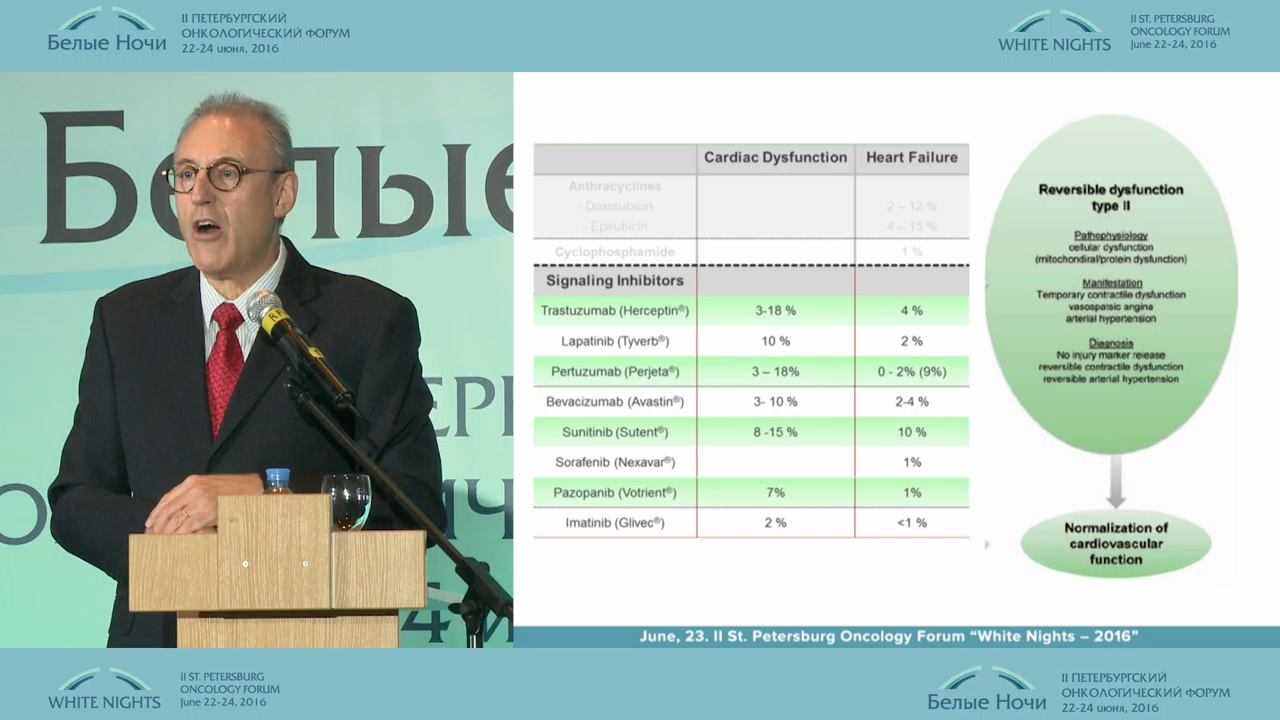 II ПЕТЕРБУРГСКИЙ
ОНКОЛОГИЧЕСКИЙ ФОРУМ
Белые Ночи
22-24 июня, 2016
II ST. PETERSBURG
ONCOLOGY FORUM
WHITE NIGHTS
June 22-24, 2016
Белые
Cardiac Dysfunction Heart Failure
Anthracyclines
- Doxorubicin 2 – 12 %
- Epirubicin 4 – 15 %
Cyclophosphamide 1 %
Signaling Inhibitors
Trastuzumab (Herceptin®) 3-18 % 4 %
Lapatinib (Tyverb®) 10 % 2 %
Pertuzumab (Perjeta®) 3 – 18% 0 - 2% (9%)
Bevacizumab (Avastin®) 3- 10 % 2-4 %
Sunitinib (Sutent®) 8 -15 % 10 %
Sorafenib (Nexavar®) 1%
Pazopanib (Votrient®) 7% 1%
Imatinib (Glivec®) 2 % <1 %
Reversible dysfunction
type II
Pathophysiology
cellular dysfunction
(mitochondiral/protein dysfunction)
Manifestation
Temporary contractile dysfunction
vasospatsic angina
arterial hypertension
Diagnosis
No injury marker release
reversible contractile dysfunction
reversible arterial hypertension
Normalization of
cardiovascular
function
June, 23. II St. Petersburg Oncology Forum “White Nights – 2016”
II ST. PETERSBURG
ONCOLOGY FORUM
WHITE NIGHTS
June 22-24, 2016
II ПЕТЕРБУРГСКИЙ
ОНКОЛОГИЧЕСКИЙ ФОРУМ
Белые Ночи
22-24 июня, 2016